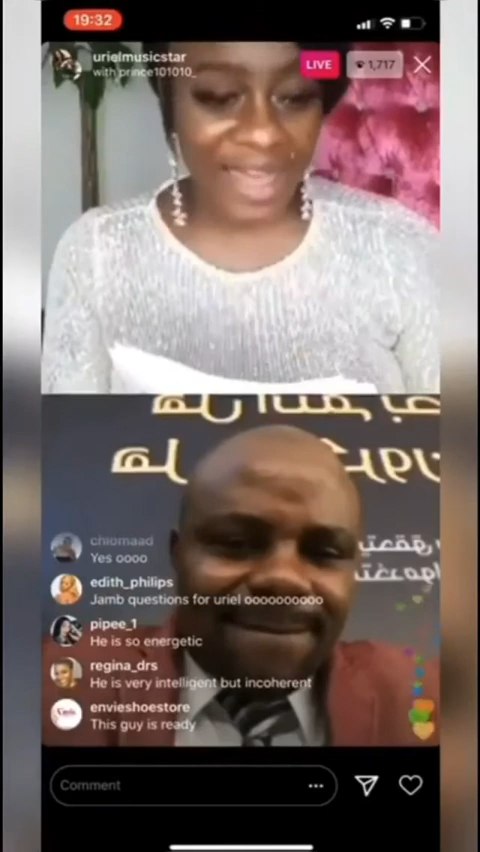 19:32
urielmusicstar
with prince101010_
LIVE
1,717
chiomaad
Yes oooo
edith_philips
Jamb questions for uriel oooooooooo
pipee_1
He is so energetic
regina_drs
He is very intelligent but incoherent
envieshoestore
This guy is ready
Comment